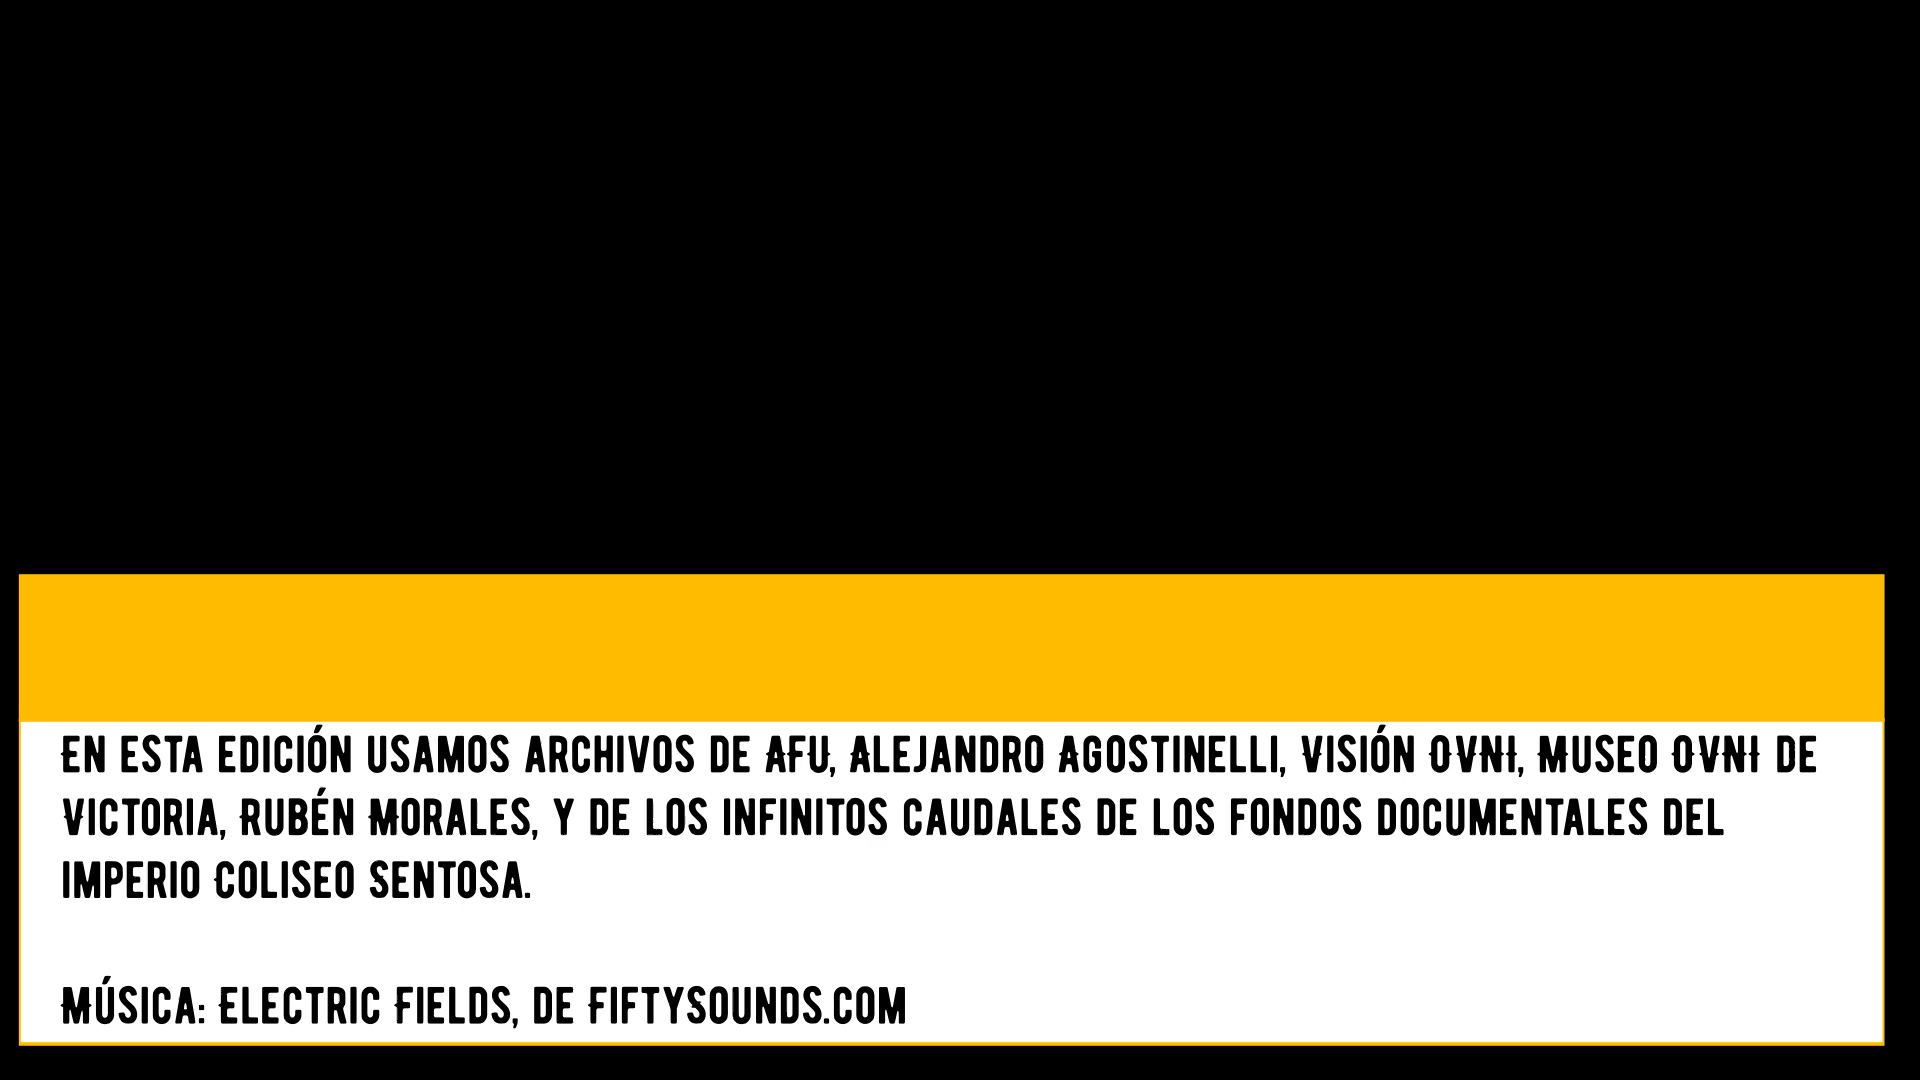 En esta edición usamos archivos de AFU, Alejandro Agostinelli, Visión OVNI, Museo OVNI de
Victoria, Rubén Morales, y de los infinitos caudales de los fondos documentales del
imperio Coliseo Sentosa.
Música: Electric Fields, de FiftySounds.com